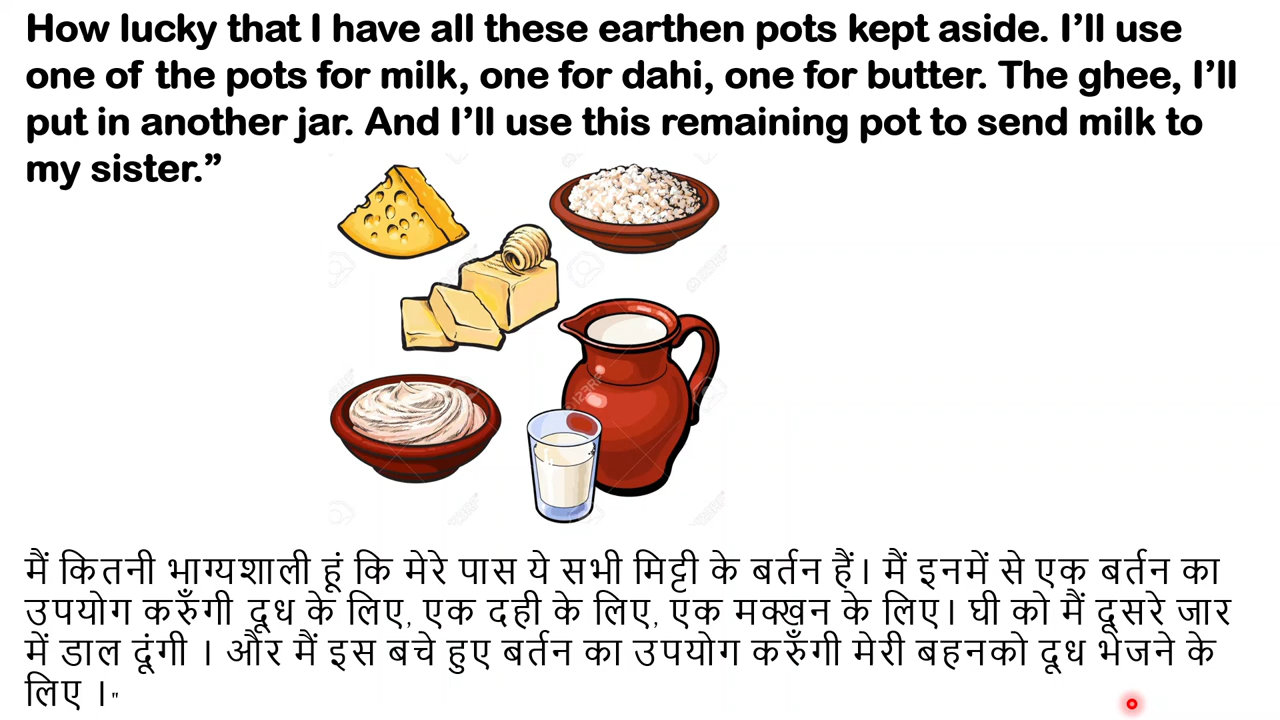 How lucky that I have all these earthen pots kept aside. I’ll use
one of the pots for milk, one for dahi, one for butter. The ghee, I’ll
put in another jar. And I’ll use this remaining pot to send milk to
my sister.”
123RF
मैं कितनी भाग्यशाली हूं कि मेरे पास ये सभी मिट्टी के बर्तन हैं। मैं इनमें से एक बर्तन का
उपयोग करुँगी दूध के लिए, एक दही के लिए, एक मक्खन के लिए। घी को मैं दूसरे जार
में डाल दूंगी । और मैं इस बचे हुए बर्तन का उपयोग करुँगी मेरी बहनको दूध भेजने के
लिए ।"